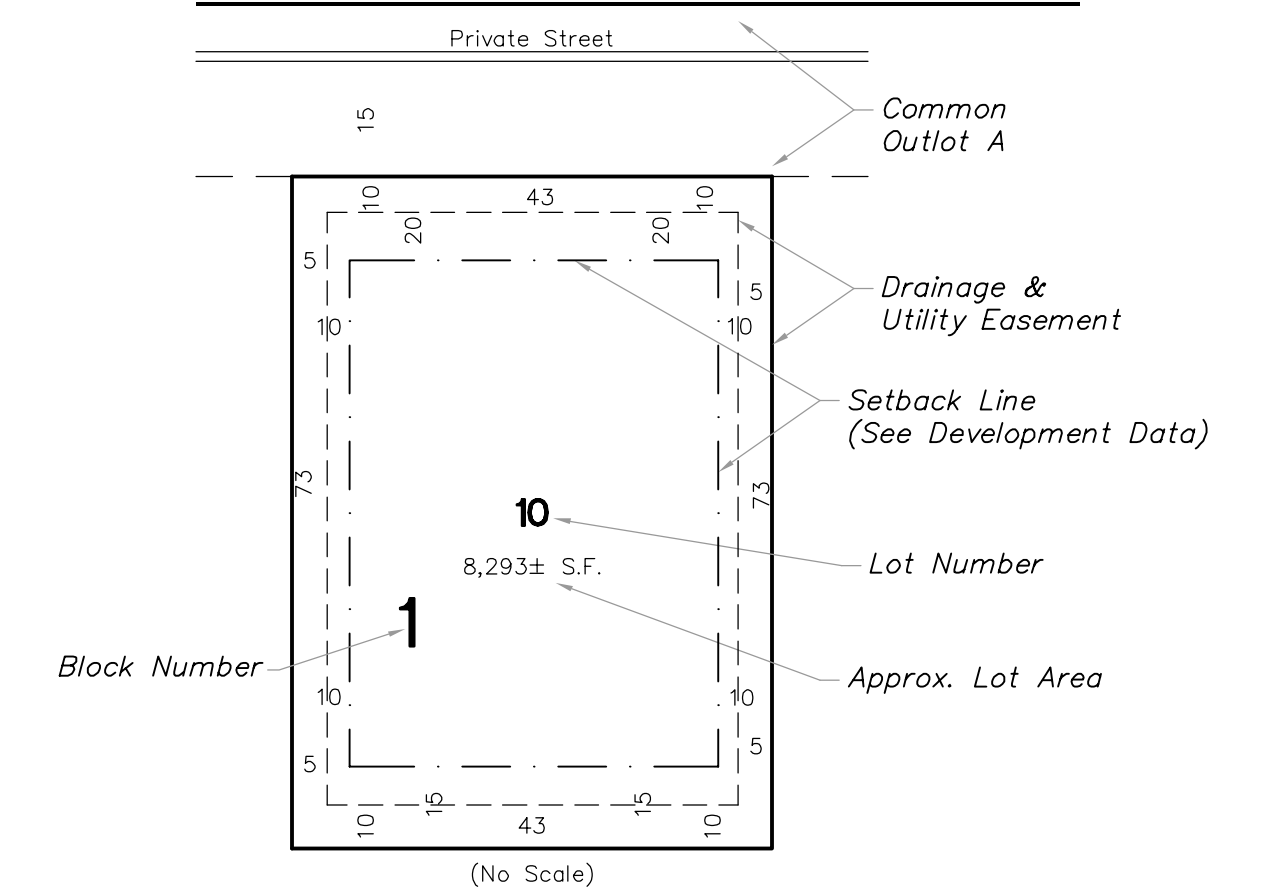 Private Street
15
Common
Outlot A
10
43
10
20
20
5
5
Drainage &
Utility Easement
10
10
Setback Line
(See Development Data)
73
73
10
Lot Number
8,293± S.F.
1
Block Number
Approx. Lot Area
10
10
5
5
15
15
10
43
10
(No Scale)